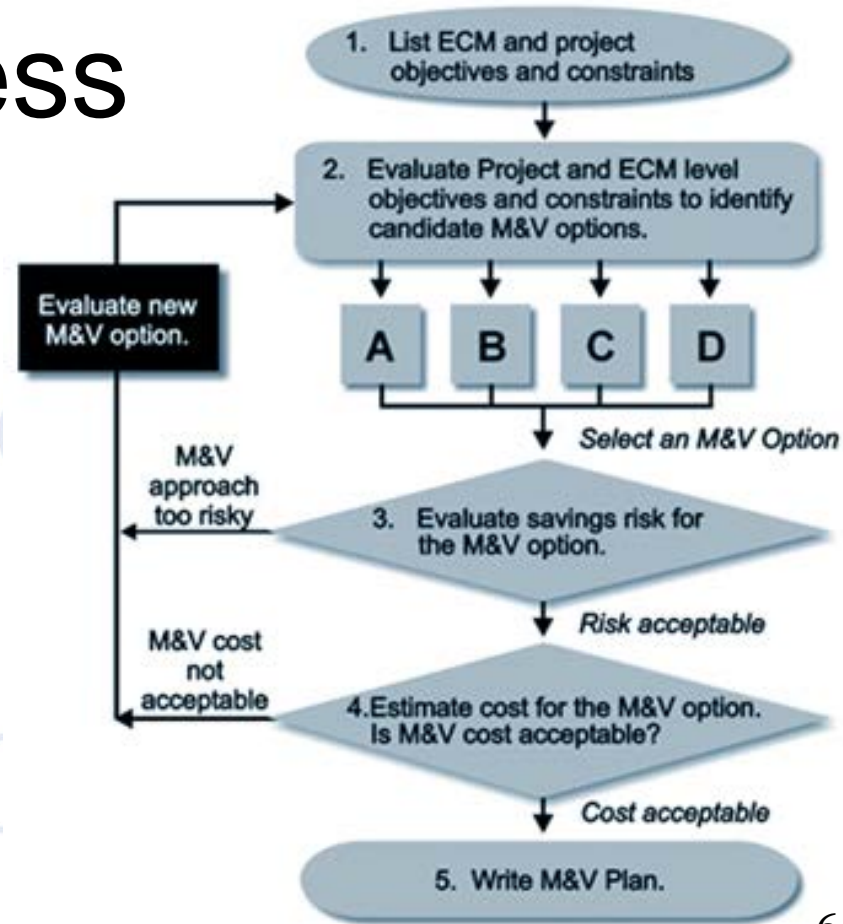 ess
1. List ECM and project
objectives and constraints
2. Evaluate Project and ECM level
objectives and constraints to identify
candidate M&V options.
Evaluate new
M&V option.
A
B
C
D
Select an M&V Option
M&V
approach
too risky
3. Evaluate savings risk for
the M&V option.
Risk acceptable
M&V cost
not
acceptable
4.Estimate cost for the M&V option.
Is M&V cost acceptable?
Cost acceptable
5. Write M&V Plan.
6